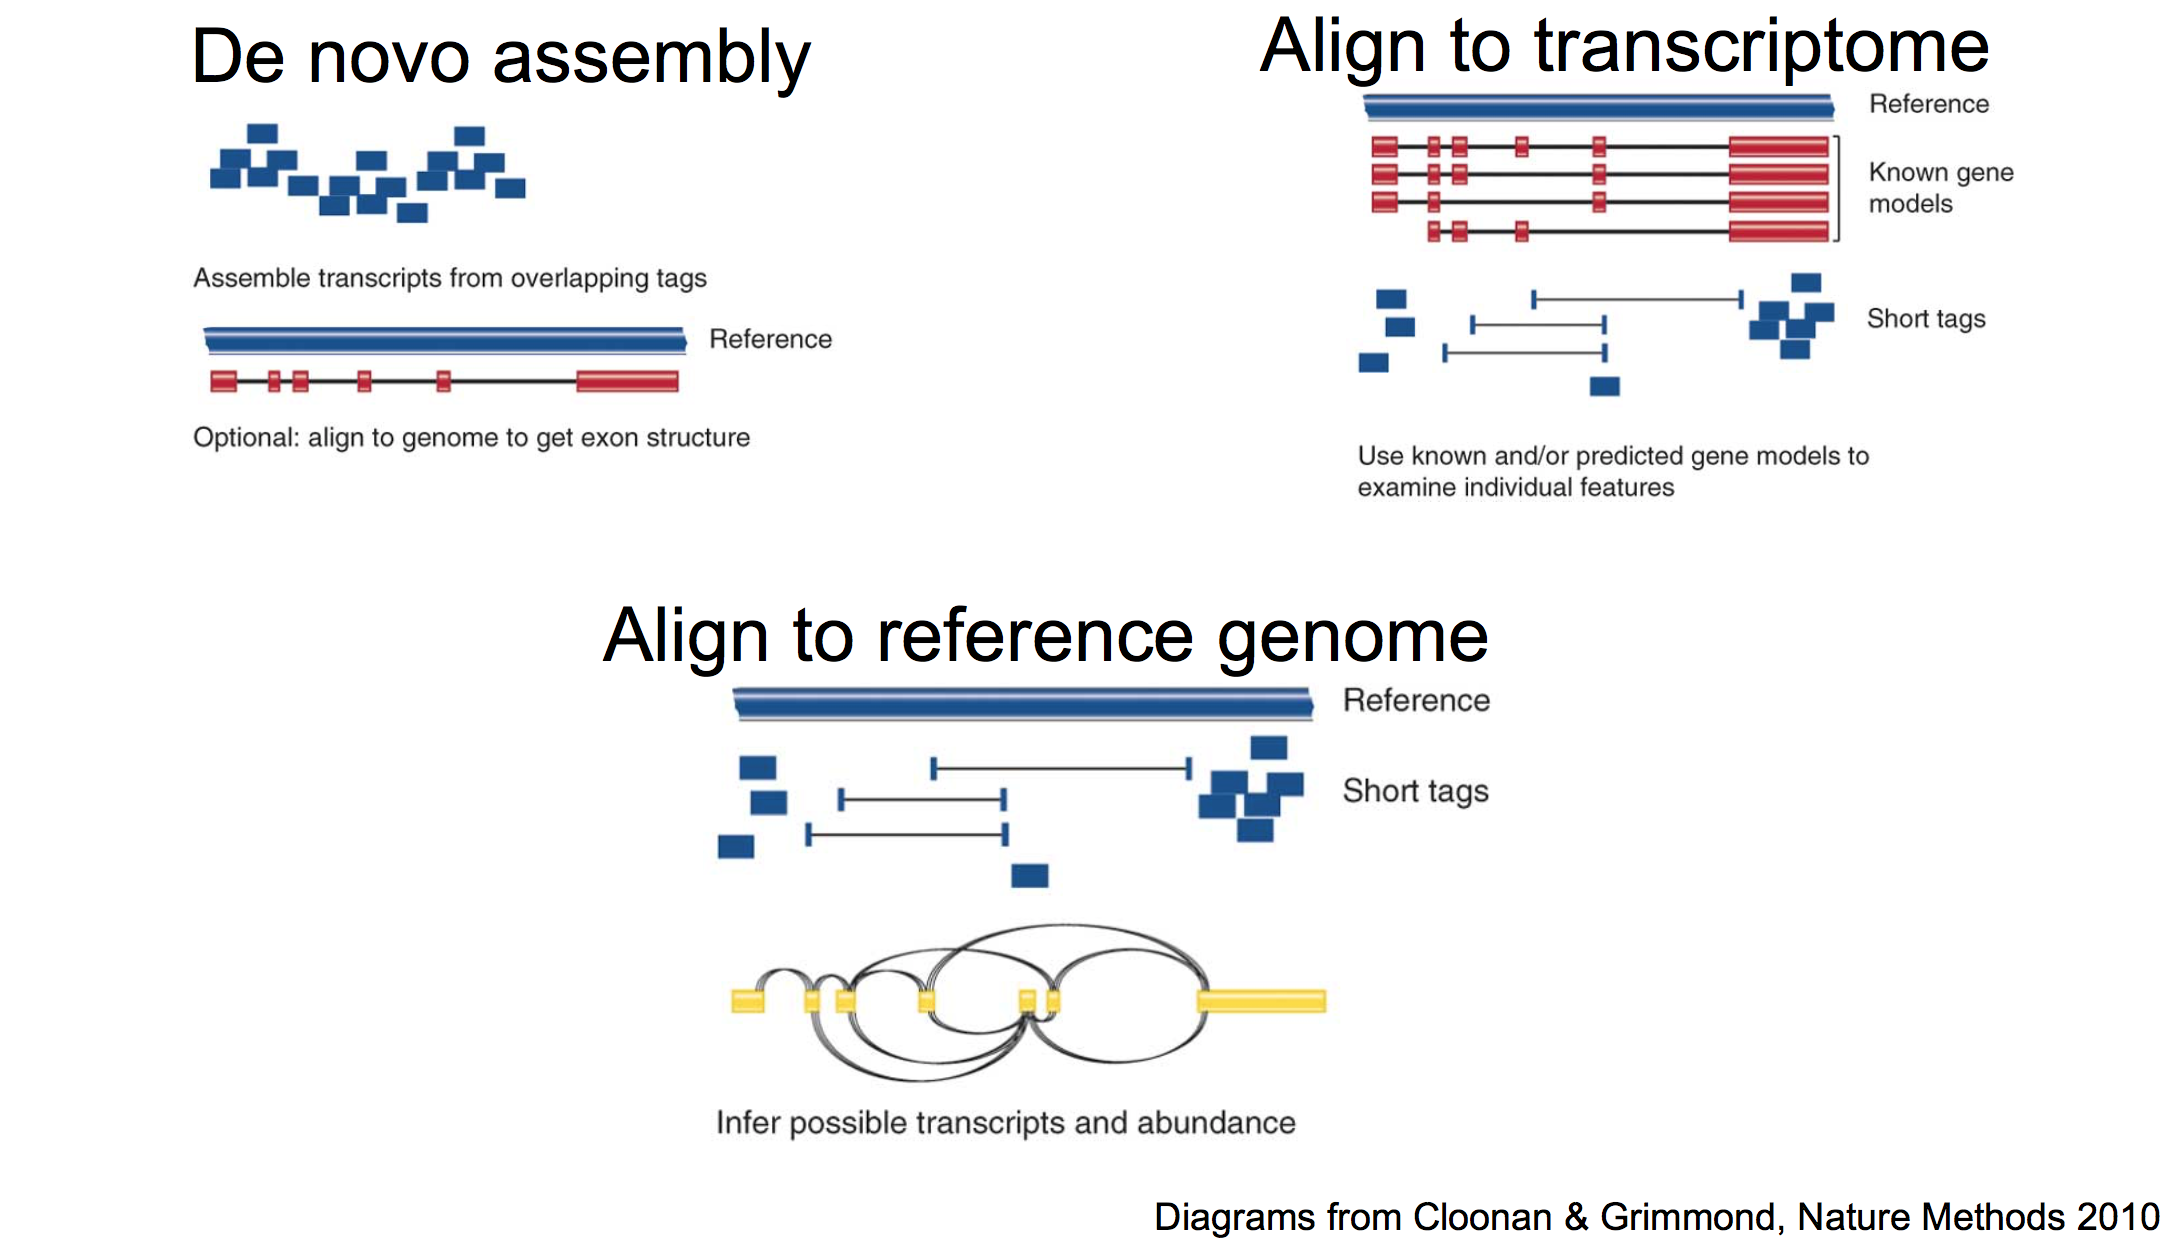 De novo assembly
Assemble transcripts from overlapping tags
Reference
Optional: align to genome to get exon structure
Align to transcriptome
Reference
Known gene
models
Short tags
Use known and/or predicted gene models to
examine individual features
Align to reference genome
Reference
Short tags
Infer possible transcripts and abundance
Diagrams from Cloonan & Grimmond, Nature Methods 2010